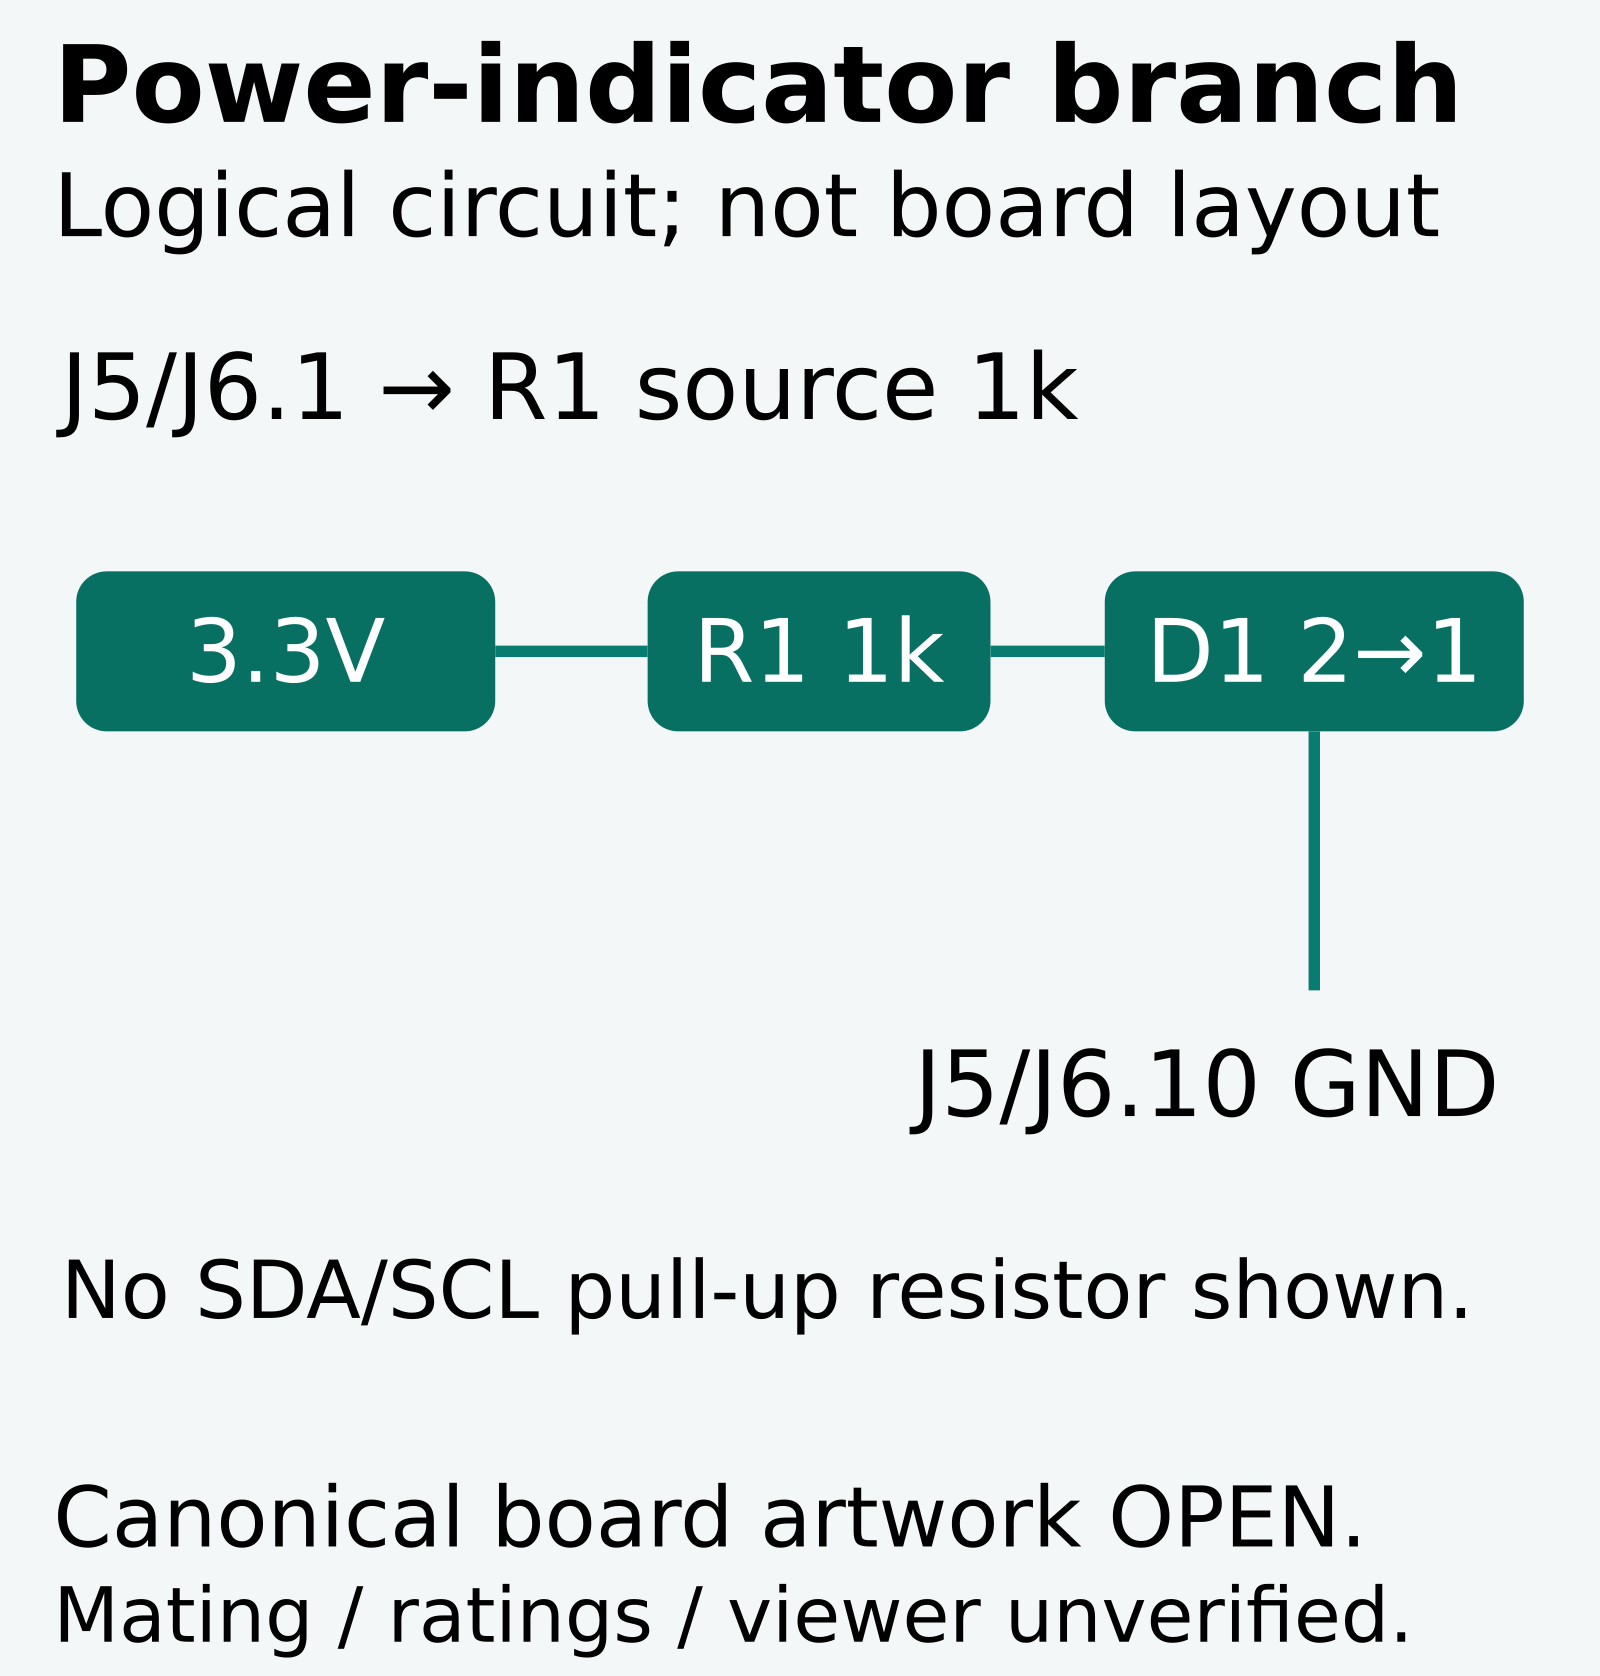 Power-indicator branch
Logical circuit; not board layout
J5/J6.1 → R1 source 1k
3.3V
R1 1k
D1 2→1
J5/J6.10 GND
No SDA/SCL pull-up resistor shown.
Canonical board artwork OPEN.
Mating / ratings / viewer unverified.